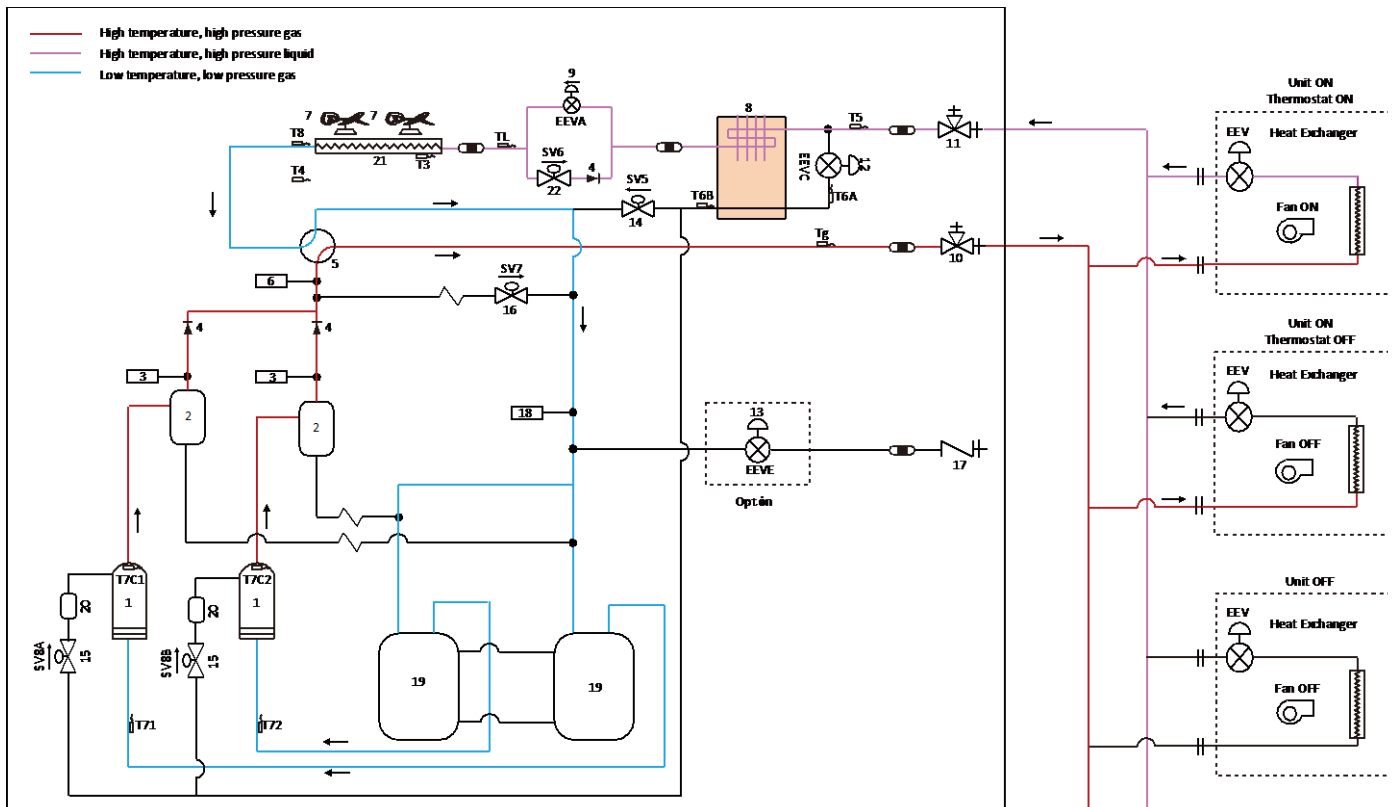 High temperature, high pressure gas
High temperature, high pressure liquid
Low temperature, low pressure gas
9
EEVA
7
7
T8
21
T3
TL
T4
SV6
4
22
8
T5
11
EEVC
12
T6A
T6B
SV5
14
5
Tg
10
6
SV7
16
4
4
3
3
2
2
18
13
EEVE
Optón
17
T7C1
1
T7C2
1
20
20
SV8A
15
SV8B
15
T71
T72
19
19
Unit ON
Thermostat ON
EEV
Heat Exchanger
Fan ON
Unit ON
Thermostat OFF
EEV
Heat Exchanger
Fan OFF
Unit OFF
EEV
Heat Exchanger
Fan OFF